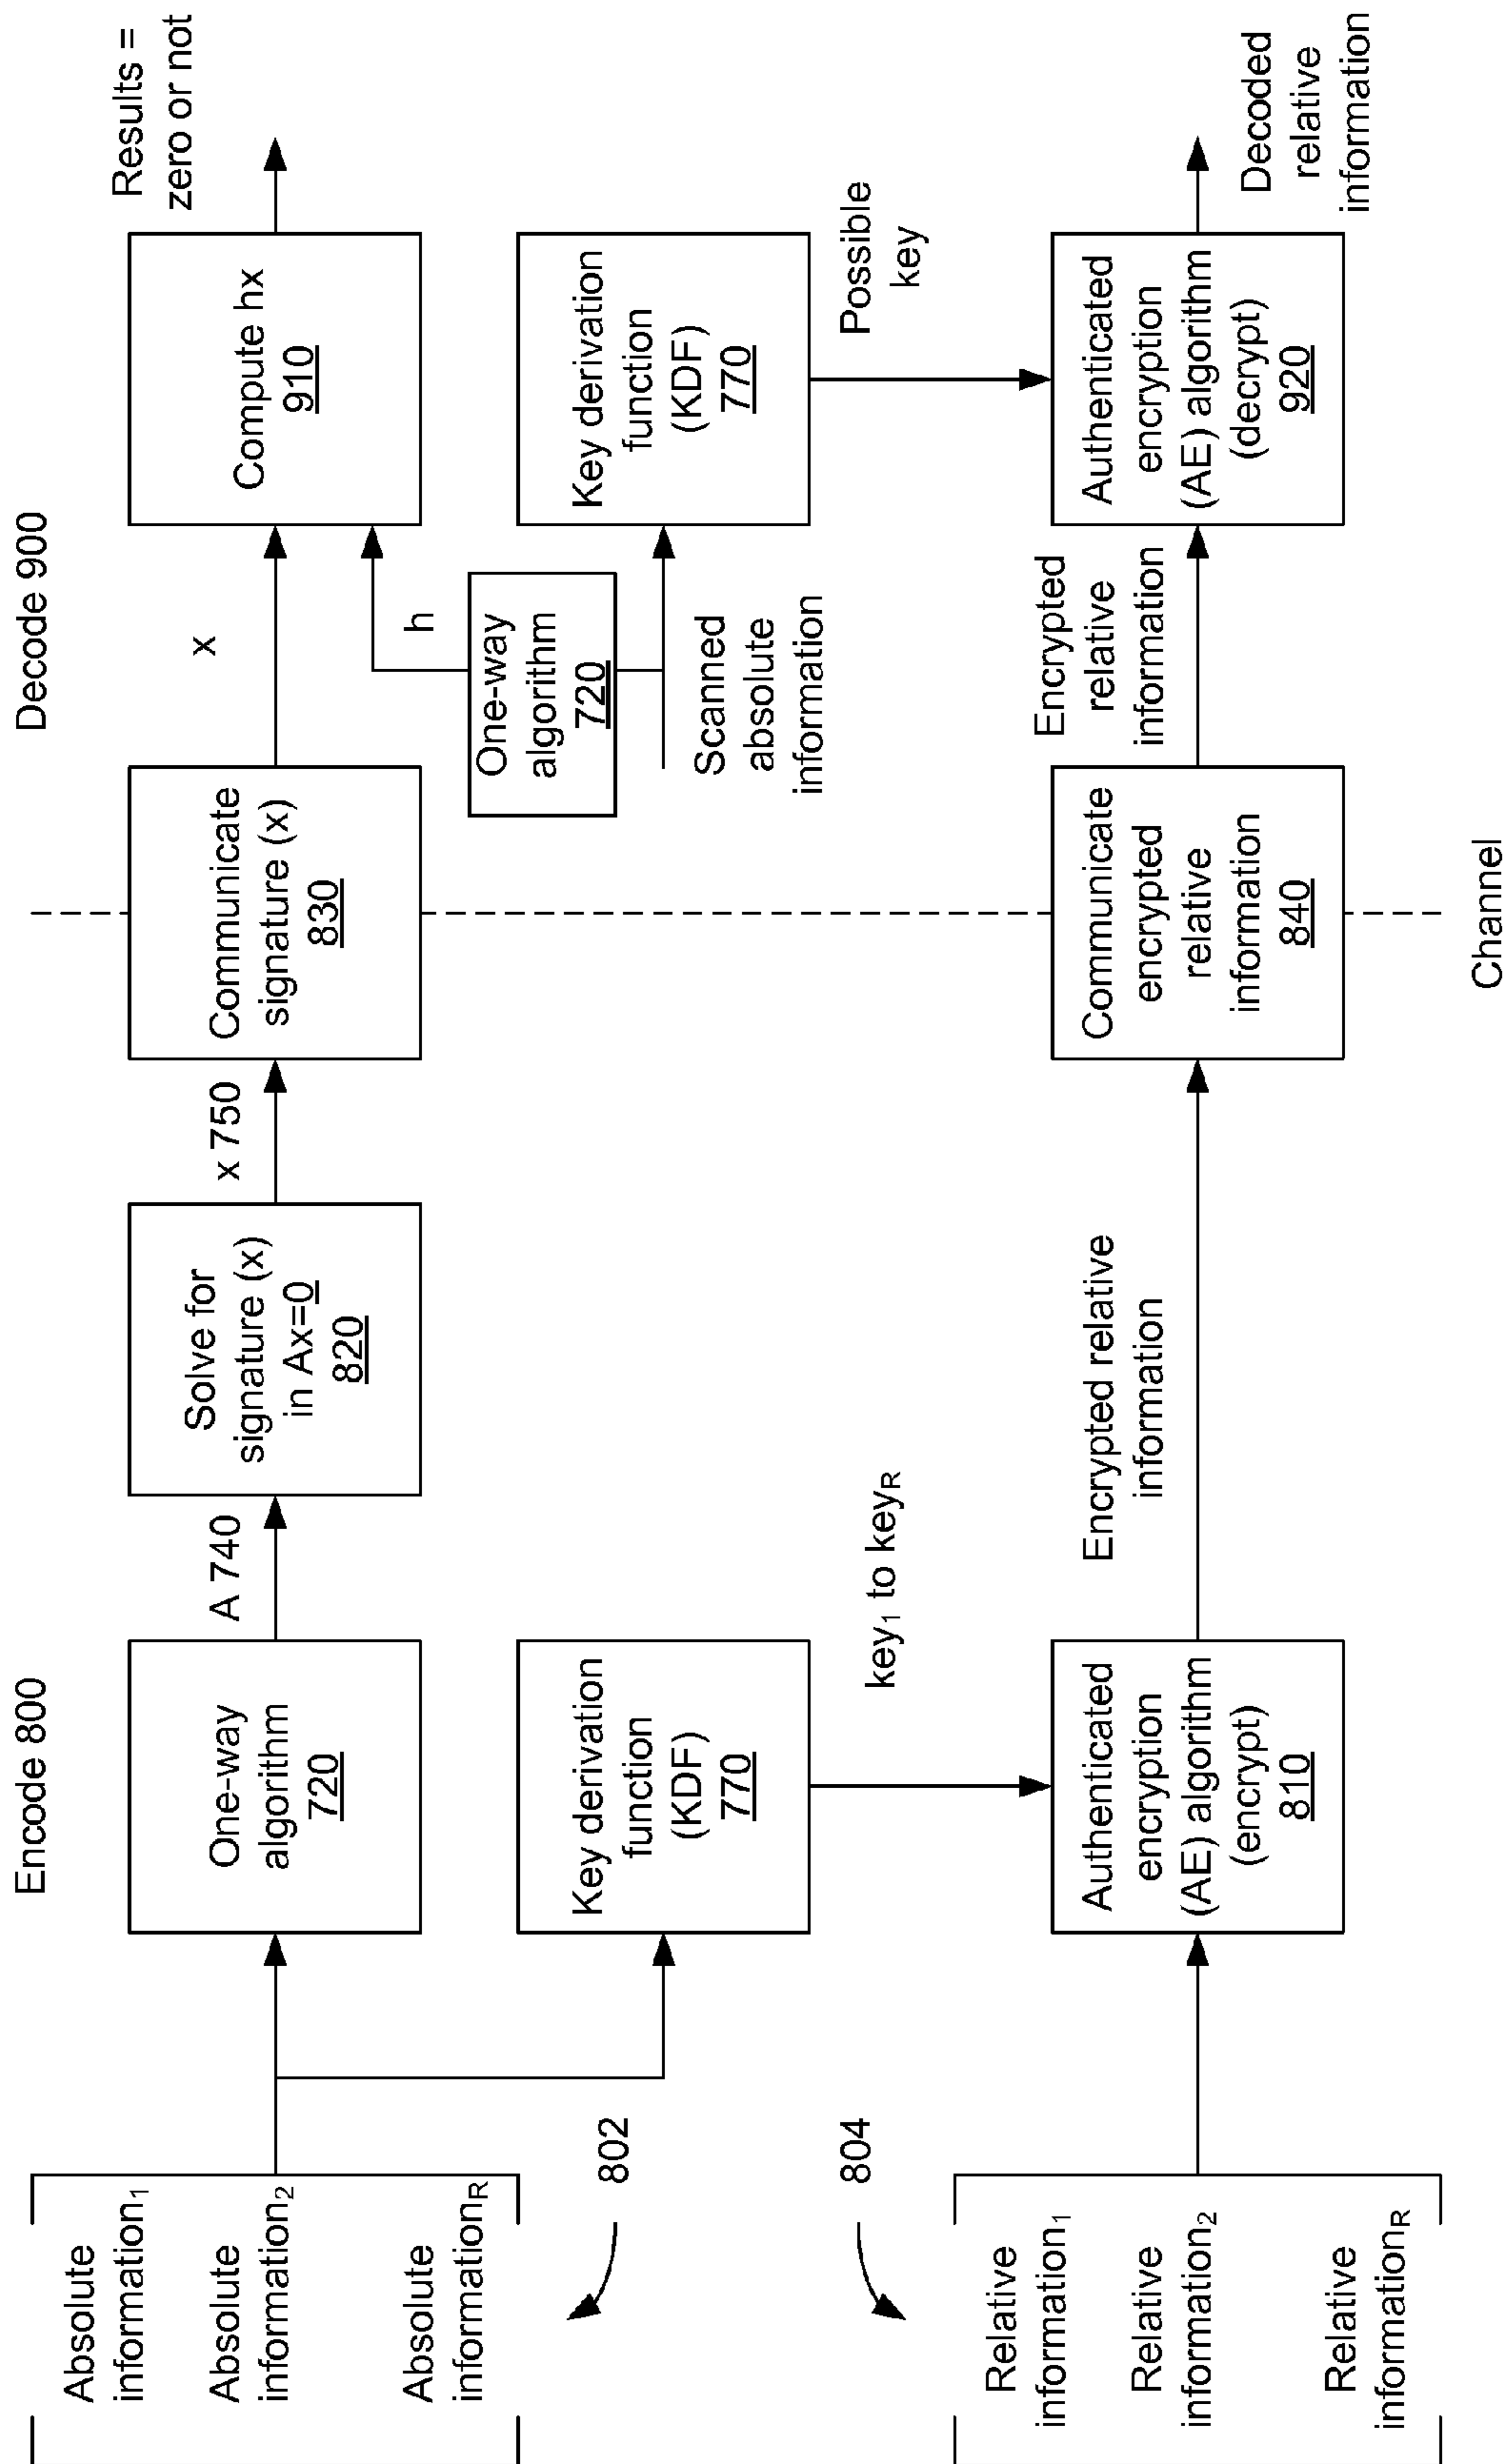 Encode 800
Decode 900
Absolute
information1
Absolute
information2
Absolute
informationR
802
One-way
algorithm
720
A 740
Solve for
signature (x)
in Ax=0
820
x 750
Communicate
signature (x)
830
x
Compute hx
910
Results =
zero or not
h
One-way
algorithm
720
Scanned
absolute
information
Key derivation
function
(KDF)
770
Key derivation
function
(KDF)
770
key1 to keyR
Possible
key
804
Relative
information1
Relative
information2
Relative
informationR
Authenticated
encryption
(AE) algorithm
(encrypt)
810
Encrypted relative
information
Communicate
encrypted
relative
information
840
Encrypted
relative
information
Authenticated
encryption
(AE) algorithm
(decrypt)
920
Decoded
relative
information
Channel